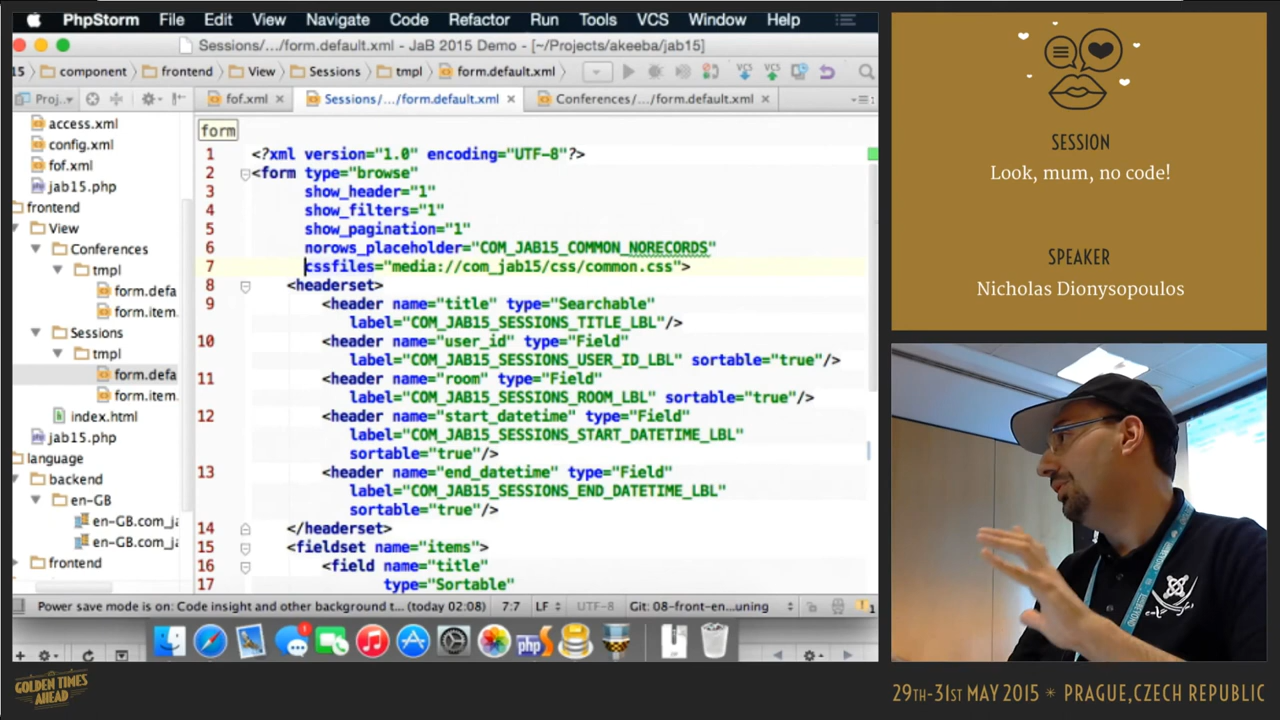 PhpStorm File Edit View Navigate Code Refactor Run Tools VCS Window Help
Sessions/.../form.default.xml - JaB 2015 Demo - [~/Projects/akeeba/jab15]
15 component frontend View Sessions tmpl form.default.xml
Proj..
fof.xml
Sessions/.../form.default.xml
Conferences/.../form.default.xml
access.xml
config.xml
fof.xml
jab15.php
frontend
View
Conferences
tmpl
form.defa
form.item.
Sessions
tmpl
form.defa
form.item.
index.html
jab15.php
language
backend
en-GB
en-GB.com_ja
en-GB.com_ja
frontend
form
1 <?xml version="1.0" encoding="UTF-8"?>
2 <form type="browse"
3 show_header="1"
4 show_filters="1"
5 show_pagination="1"
6 norows_placeholder="COM_JAB15_COMMON_NORECORDS"
7 cssfiles="media://com_jab15/css/common.css">
8 <headerset>
9 <header name="title" type="Searchable"
label="COM_JAB15_SESSIONS_TITLE_LBL"/>
10 <header name="user_id" type="Field"
label="COM_JAB15_SESSIONS_USER_ID_LBL" sortable="true"/>
11 <header name="room" type="Field"
label="COM_JAB15_SESSIONS_ROOM_LBL" sortable="true"/>
12 <header name="start_datetime" type="Field"
label="COM_JAB15_SESSIONS_START_DATETIME_LBL"
sortable="true"/>
13 <header name="end_datetime" type="Field"
label="COM_JAB15_SESSIONS_END_DATETIME_LBL"
sortable="true"/>
14 </headerset>
15 <fieldset name="items">
16 <field name="title"
17 type="Sortable"
Power save mode is on: Code insight and other background t... (today 02:08) 7:7 LF UTF-8 Git: 08-front-en...uning 1
php
SESSION
Look, mum, no code!
SPEAKER
Nicholas Dionysopoulos
GOLDEN TIMES
AHEAD
29TH-31ST MAY 2015 * PRAGUE,CZECH REPUBLIC